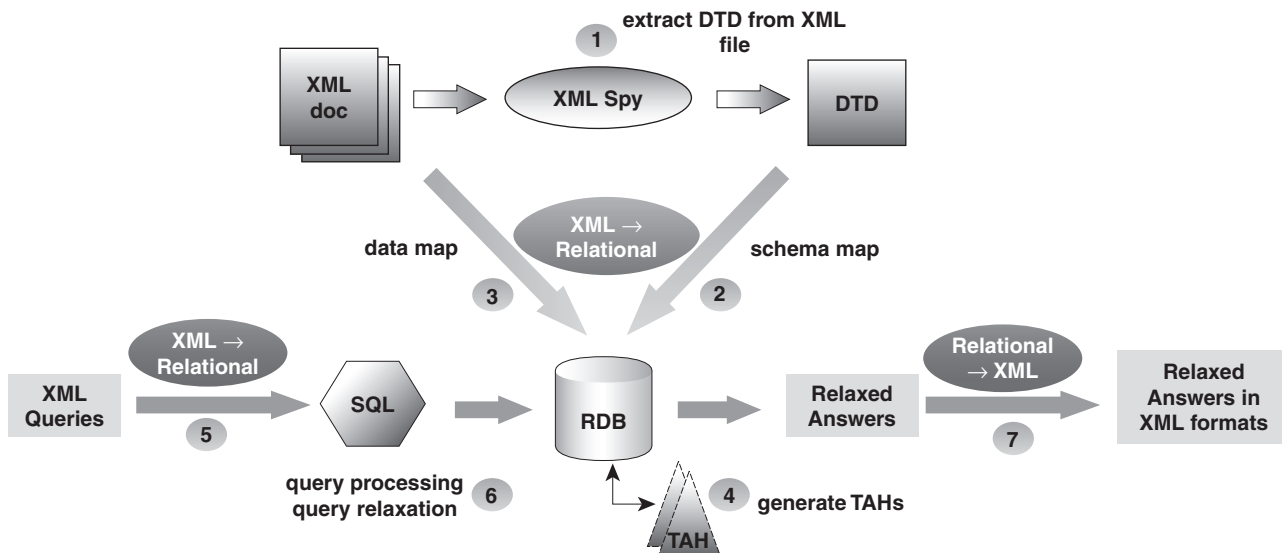 extract DTD from XML
file
1
XML
doc
XML Spy
DTD
XML →
Relational
data map
schema map
3
2
XML →
Relational
Relational
→ XML
XML
Queries
SQL
RDB
Relaxed
Answers
Relaxed
Answers in
XML formats
5
7
query processing
query relaxation
6
4
generate TAHs
TAH